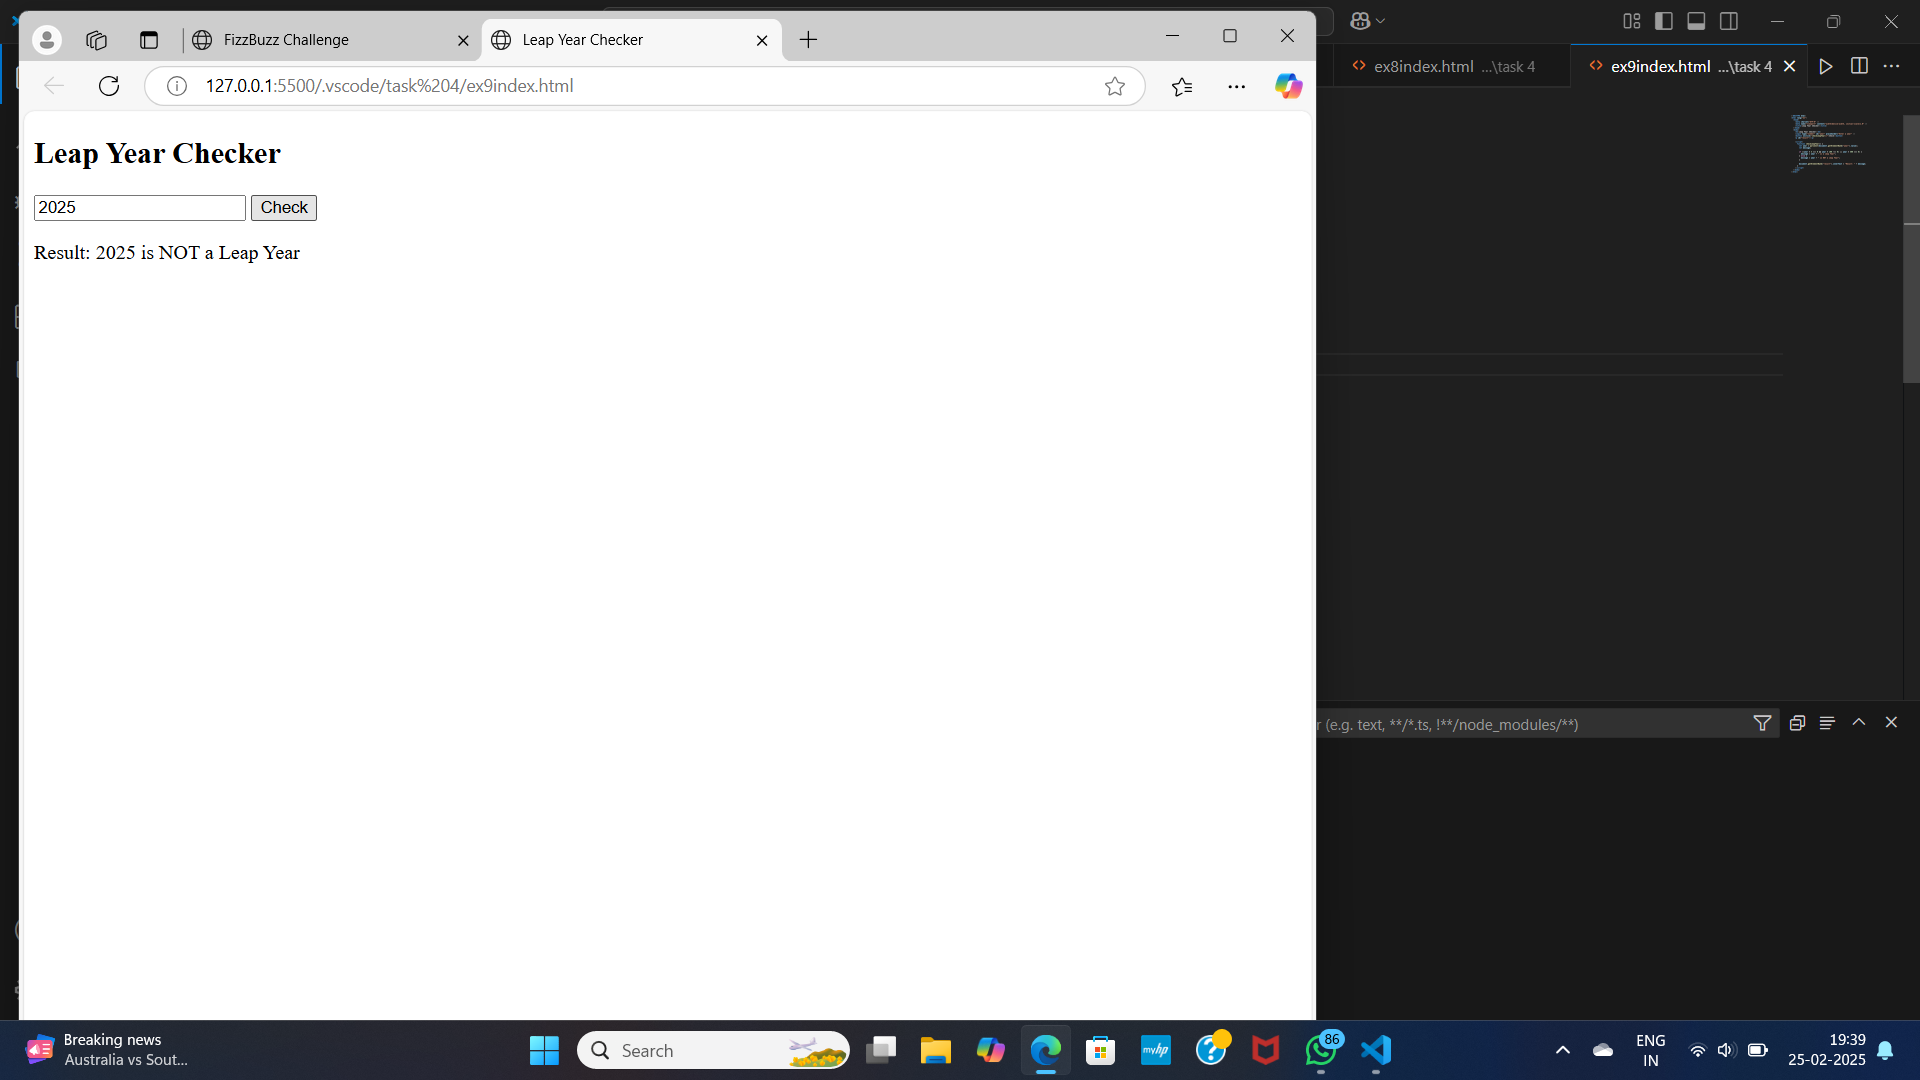 FizzBuzz Challenge
Leap Year Checker
ex8index.html ...\task 4
ex9index.html ...\task 4
127.0.0.1:5500/.vscode/task%204/ex9index.html
Leap Year Checker
2025 Check
Result: 2025 is NOT a Leap Year
r (e.g. text, **/*.ts, !**/node_modules/**)
Breaking news
Australia vs Sout...
Search
myhp
86
ENG
IN
19:39
25-02-2025